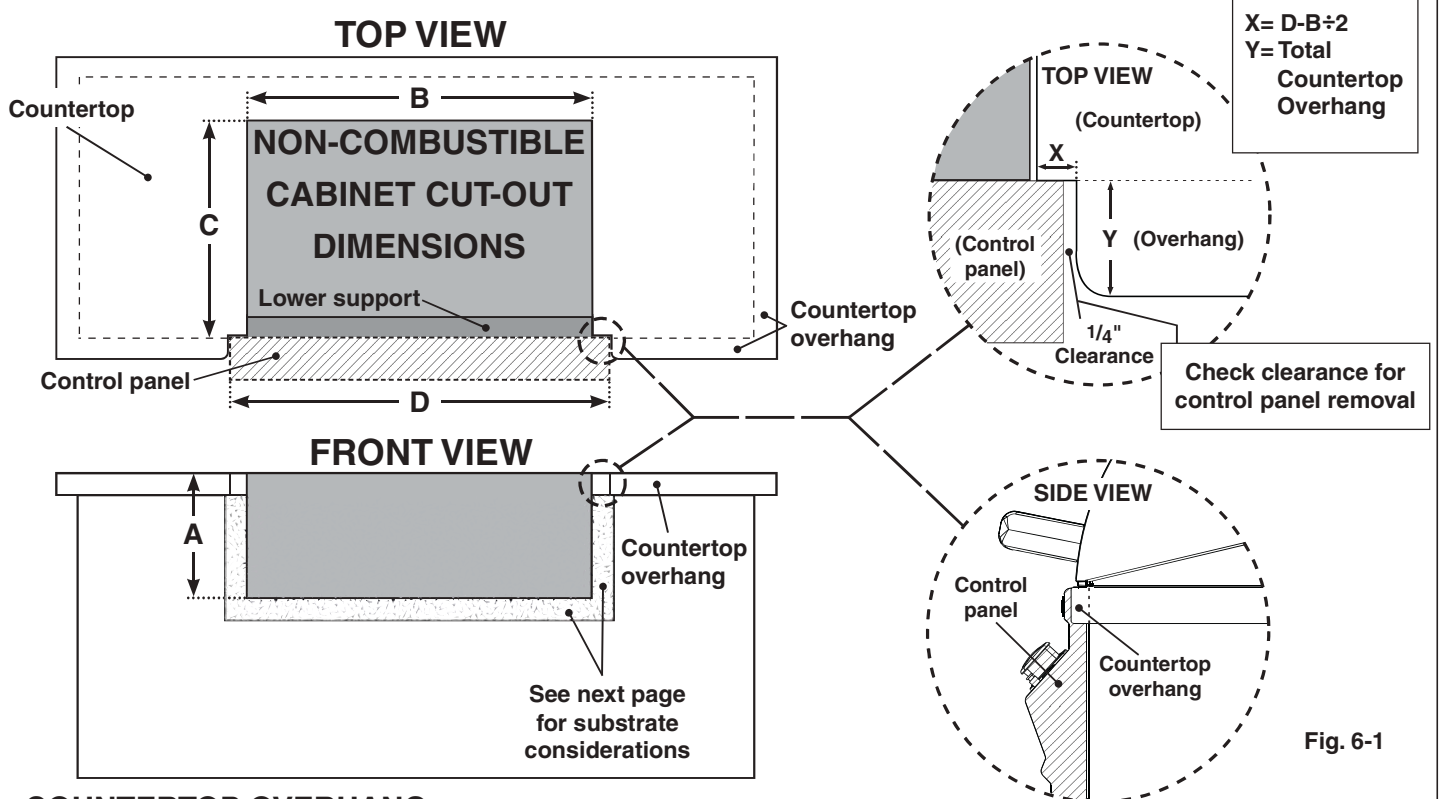 TOP VIEW
Countertop
B
NON-COMBUSTIBLE
CABINET CUT-OUT
DIMENSIONS
C
Lower support
Countertop
overhang
Control panel
D
X= D-B÷2
Y= Total
Countertop
Overhang
TOP VIEW
(Countertop)
X
(Control
panel)
Y (Overhang)
1/4"
Clearance
Check clearance for
control panel removal
FRONT VIEW
A
Countertop
overhang
See next page
for substrate
considerations
SIDE VIEW
Control
panel
Countertop
overhang
Fig. 6-1
COUNTERTOP OVERHANG